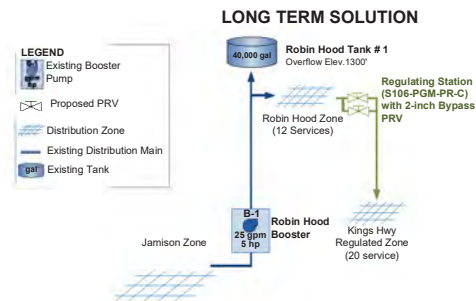 LONG TERM SOLUTION
LEGEND
Existing Booster
Pump
Proposed PRV
Distribution Zone
Existing Distribution Main
gal Existing Tank
40,000 gal
Robin Hood Tank # 1
Overflow Elev.1300'
Regulating Station
(S106-PGM-PR-C)
with 2-inch Bypass
PRV
Robin Hood Zone
(12 Services)
B-1
25 gpm
5 hp
Robin Hood
Booster
Jamison Zone
Kings Hwy
Regulated Zone
(20 service)